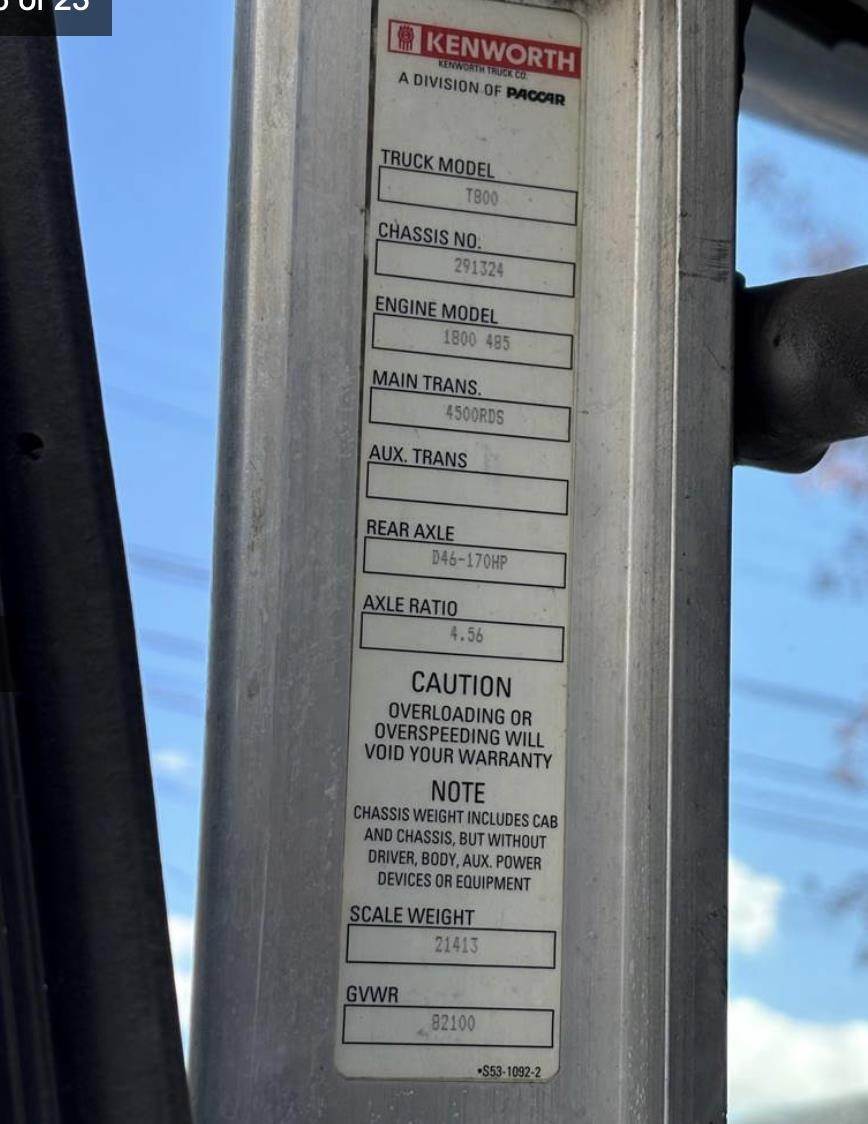 of 23
KENWORTH
KENWORTH TRUCK CO.
A DIVISION OF PACCAR
TRUCK MODEL
T800
CHASSIS NO.
291324
ENGINE MODEL
1800 485
MAIN TRANS.
4500RDS
AUX. TRANS
REAR AXLE
D46-170HP
AXLE RATIO
4.56
CAUTION
OVERLOADING OR
OVERSPEEDING WILL
VOID YOUR WARRANTY
NOTE
CHASSIS WEIGHT INCLUDES CAB
AND CHASSIS, BUT WITHOUT
DRIVER, BODY, AUX. POWER
DEVICES OR EQUIPMENT
SCALE WEIGHT
21413
GVWR
82100
•S53-1092-2